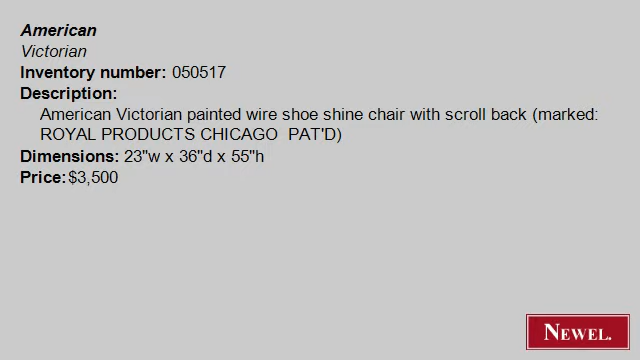 American
Victorian
Inventory number: 050517
Description:
American Victorian painted wire shoe shine chair with scroll back (marked:
ROYAL PRODUCTS CHICAGO  PAT'D)
Dimensions: 23"w x 36"d x 55"h
Price:$3,500
NEWEL.